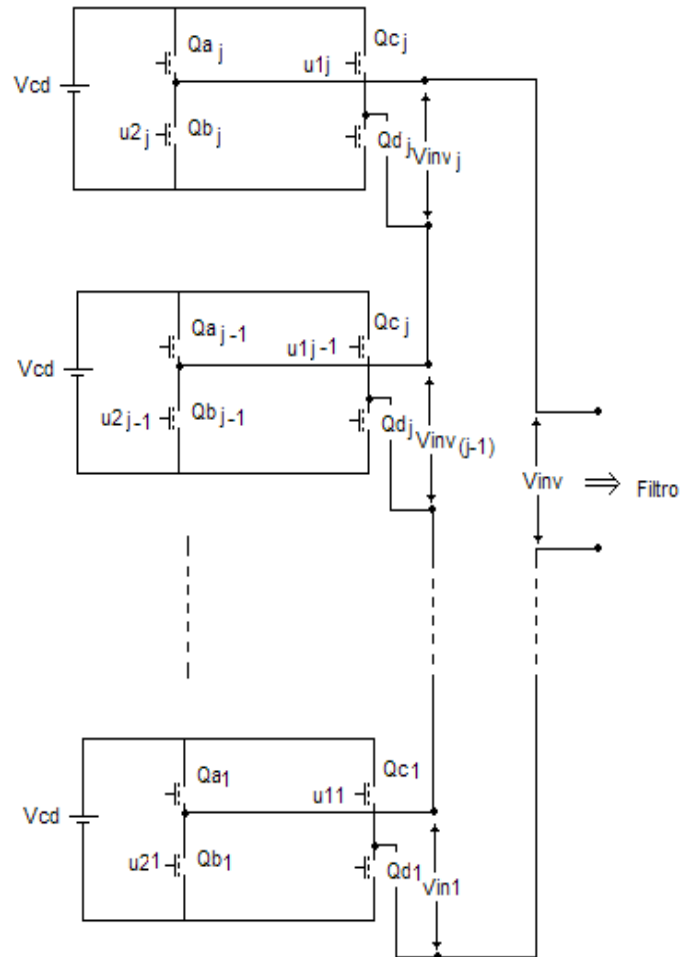 Qa j
Qc j
u1j
Vcd
u2 j
Qb j
Qd j
Vinv j
Qa j-1
Qc j
u1j-1
Vcd
u2 j-1
Qb j-1
Qd j
Vinv (j-1)
Vinv
Filtro
Qa1
Qc1
u11
Vcd
u21
Qb1
Qd1
Vin1